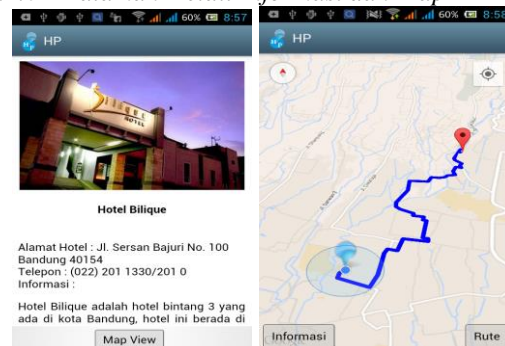 60% 8:57
HP
Bilique
HOTEL
Hotel Bilique
Alamat Hotel : Jl. Sersan Bajuri No. 100
Bandung 40154
Telepon : (022) 201 1330/201 0
Informasi :
Hotel Bilique adalah hotel bintang 3 yang
ada di kota Bandung, hotel ini berada di
Map View
60% 8:58
HP
Informasi
Rute